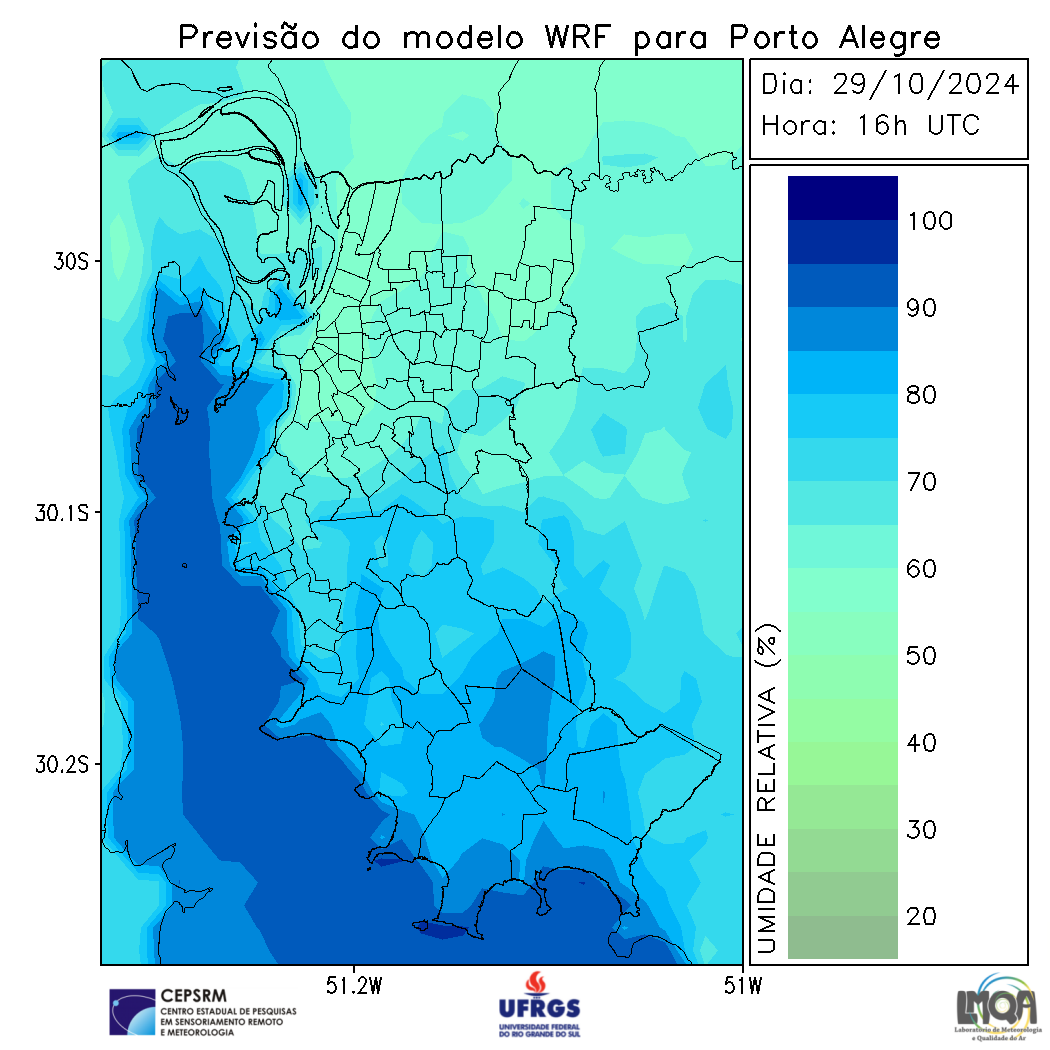 Previsão do modelo WRF para Porto Alegre
Dia: 29/10/2024
Hora: 16h UTC
30S
30.1S
30.2S
51.2W
51W
100
90
80
70
60
50
40
30
20
UMIDADE RELATIVA (%)
CEPSRM
CENTRO ESTADUAL DE PESQUISAS
EM SENSORIAMENTO REMOTO
E METEOROLOGIA
UFRGS
UNIVERSIDADE FEDERAL
DO RIO GRANDE DO SUL
LMQA
Laboratório de Meteorologia
e Qualidade do Ar